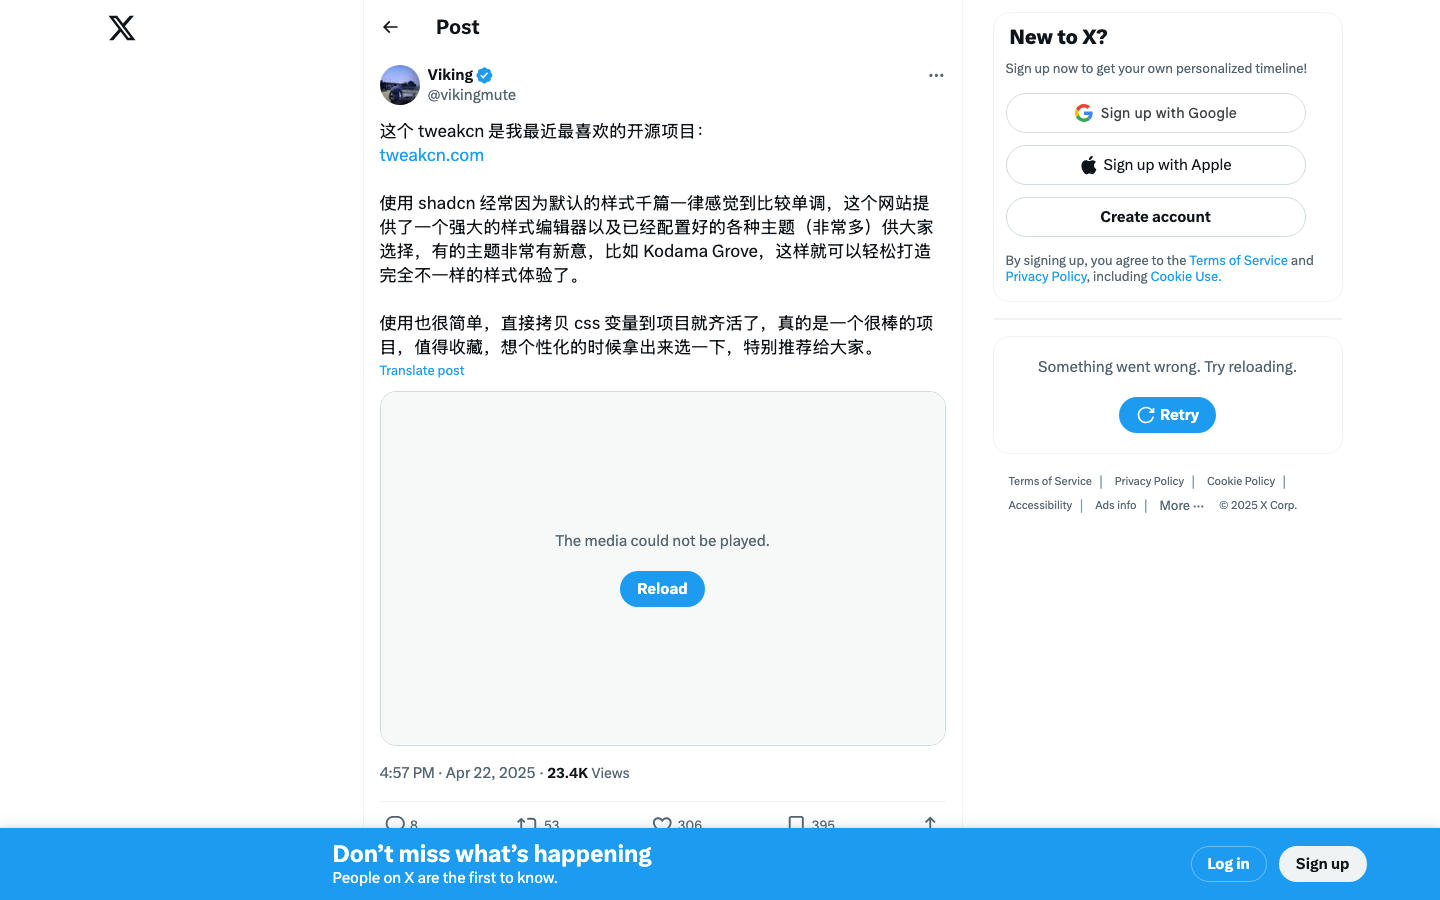 Post
Viking
@vikingmute
这个 tweakcn 是我最近最喜欢的开源项目：
tweakcn.com
使用 shadcn 经常因为默认的样式千篇一律感觉到比较单调，这个网站提
供了一个强大的样式编辑器以及已经配置好的各种主题（非常多）供大家
选择，有的主题非常有新意，比如 Kodama Grove，这样就可以轻松打造
完全不一样的样式体验了。
使用也很简单，直接拷贝 css 变量到项目就齐活了，真的是一个很棒的项
目，值得收藏，想个性化的时候拿出来选一下，特别推荐给大家。
Translate post
The media could not be played.
Reload
4:57 PM · Apr 22, 2025 · 23.4K Views
8 53 306 395
New to X?
Sign up now to get your own personalized timeline!
Sign up with Google
Sign up with Apple
Create account
By signing up, you agree to the Terms of Service and
Privacy Policy, including Cookie Use.
Something went wrong. Try reloading.
Retry
Terms of Service | Privacy Policy | Cookie Policy |
Accessibility | Ads info | More ··· © 2025 X Corp.
Don’t miss what’s happening
People on X are the first to know.
Log in
Sign up